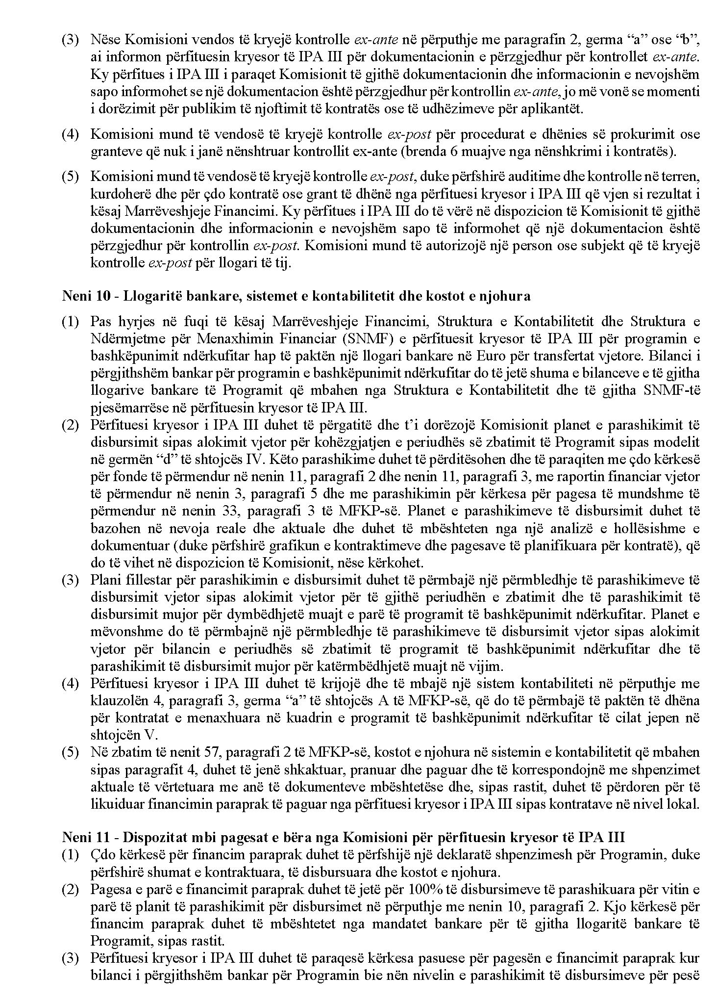 (3) Nëse Komisioni vendos të kryejë kontrolle ex-ante në përputhje me paragrafin 2, germa “a” ose “b”,
ai informon përfituesin kryesor të IPA III për dokumentacionin e përzgjedhur për kontrollet ex-ante.
Ky përfitues i IPA III i paraqet Komisionit të gjithë dokumentacionin dhe informacionin e nevojshëm
sapo informohet se një dokumentacion është përzgjedhur për kontrollin ex-ante, jo më vonë se momenti
i dorëzimit për publikim të njoftimit të kontratës ose të udhëzimeve për aplikantët.
(4) Komisioni mund të vendosë të kryejë kontrolle ex-post për procedurat e dhënies së prokurimit ose
granteve që nuk i janë nënshtruar kontrollit ex-ante (brenda 6 muajve nga nënshkrimi i kontratës).
(5) Komisioni mund të vendosë të kryejë kontrolle ex-post, duke përfshirë auditime dhe kontrolle në terren,
kurdoherë dhe për çdo kontratë ose grant të dhënë nga përfituesi kryesor i IPA III që vjen si rezultat i
kësaj Marrëveshjeje Financimi. Ky përfitues i IPA III do të vërë në dispozicion të Komisionit të gjithë
dokumentacionin dhe informacionin e nevojshëm sapo të informohet që një dokumentacion është
përzgjedhur për kontrollin ex-post. Komisioni mund të autorizojë një person ose subjekt që të kryejë
kontrolle ex-post për llogari të tij.
Neni 10 - Llogaritë bankare, sistemet e kontabilitetit dhe kostot e njohura
(1) Pas hyrjes në fuqi të kësaj Marrëveshjeje Financimi, Struktura e Kontabilitetit dhe Struktura e
Ndërmjetme për Menaxhimin Financiar (SNMF) e përfituesit kryesor të IPA III për programin e
bashkëpunimit ndërkufitar hap të paktën një llogari bankare në Euro për transfertat vjetore. Bilanci i
përgjithshëm bankar për programin e bashkëpunimit ndërkufitar do të jetë shuma e bilanceve e të gjitha
llogarive bankare të Programit që mbahen nga Struktura e Kontabilitetit dhe të gjitha SNMF-të
pjesëmarrëse në përfituesin kryesor të IPA III.
(2) Përfituesi kryesor i IPA III duhet të përgatitë dhe t’i dorëzojë Komisionit planet e parashikimit të
disbursimit sipas alokimit vjetor për kohëzgjatjen e periudhës së zbatimit të Programit sipas modelit
në germën “d” të shtojcës IV. Këto parashikime duhet të përditësohen dhe të paraqiten me çdo kërkesë
për fonde të përmendur në nenin 11, paragrafi 2 dhe nenin 11, paragrafi 3, me raportin financiar vjetor
të përmendur në nenin 3, paragrafi 5 dhe me parashikimin për kërkesa për pagesa të mundshme të
përmendur në nenin 33, paragrafi 3 të MFKP-së. Planet e parashikimeve të disbursimit duhet të
bazohen në nevoja reale dhe aktuale dhe duhet të mbështeten nga një analizë e hollësishme e
dokumentuar (duke përfshirë grafikun e kontraktimeve dhe pagesave të planifikuara për kontratë), që
do të vihet në dispozicion të Komisionit, nëse kërkohet.
(3) Plani fillestar për parashikimin e disbursimit duhet të përmbajë një përmbledhje të parashikimeve të
disbursimit vjetor sipas alokimit vjetor për të gjithë periudhën e zbatimit dhe të parashikimit të
disbursimit mujor për dymbëdhjetë muajt e parë të programit të bashkëpunimit ndërkufitar. Planet e
mëvonshme do të përmbajnë një përmbledhje të parashikimeve të disbursimit vjetor sipas alokimit
vjetor për bilancin e periudhës së zbatimit të programit të bashkëpunimit ndërkufitar dhe të
parashikimit të disbursimit mujor për katërmbëdhjetë muajt në vijim.
(4) Përfituesi kryesor i IPA III duhet të krijojë dhe të mbajë një sistem kontabiliteti në përputhje me
klauzolën 4, paragrafi 3, germa “a” të shtojcës A të MFKP-së, që do të përmbajë të paktën të dhëna
për kontratat e menaxhuara në kuadrin e programit të bashkëpunimit ndërkufitar të cilat jepen në
shtojcën V.
(5) Në zbatim të nenit 57, paragrafi 2 të MFKP-së, kostot e njohura në sistemin e kontabilitetit që mbahen
sipas paragrafit 4, duhet të jenë shkaktuar, pranuar dhe paguar dhe të korrespondojnë me shpenzimet
aktuale të vërtetuara me anë të dokumenteve mbështetëse dhe, sipas rastit, duhet të përdoren për të
likuiduar financimin paraprak të paguar nga përfituesi kryesor i IPA III sipas kontratave në nivel lokal.
Neni 11 - Dispozitat mbi pagesat e bëra nga Komisioni për përfituesin kryesor të IPA III
(1) Çdo kërkesë për financim paraprak duhet të përfshijë një deklaratë shpenzimesh për Programin, duke
përfshirë shumat e kontraktuara, të disbursuara dhe kostot e njohura.
(2) Pagesa e parë e financimit paraprak duhet të jetë për 100% të disbursimeve të parashikuara për vitin e
parë të planit të parashikimit për disbursimet në përputhje me nenin 10, paragrafi 2. Kjo kërkesë për
financim paraprak duhet të mbështetet nga mandatet bankare për të gjitha llogaritë bankare të
Programit, sipas rastit.
(3) Përfituesi kryesor i IPA III duhet të paraqesë kërkesa pasuese për pagesën e financimit paraprak kur
bilanci i përgjithshëm bankar për Programin bie nën nivelin e parashikimit të disbursimeve për pesë